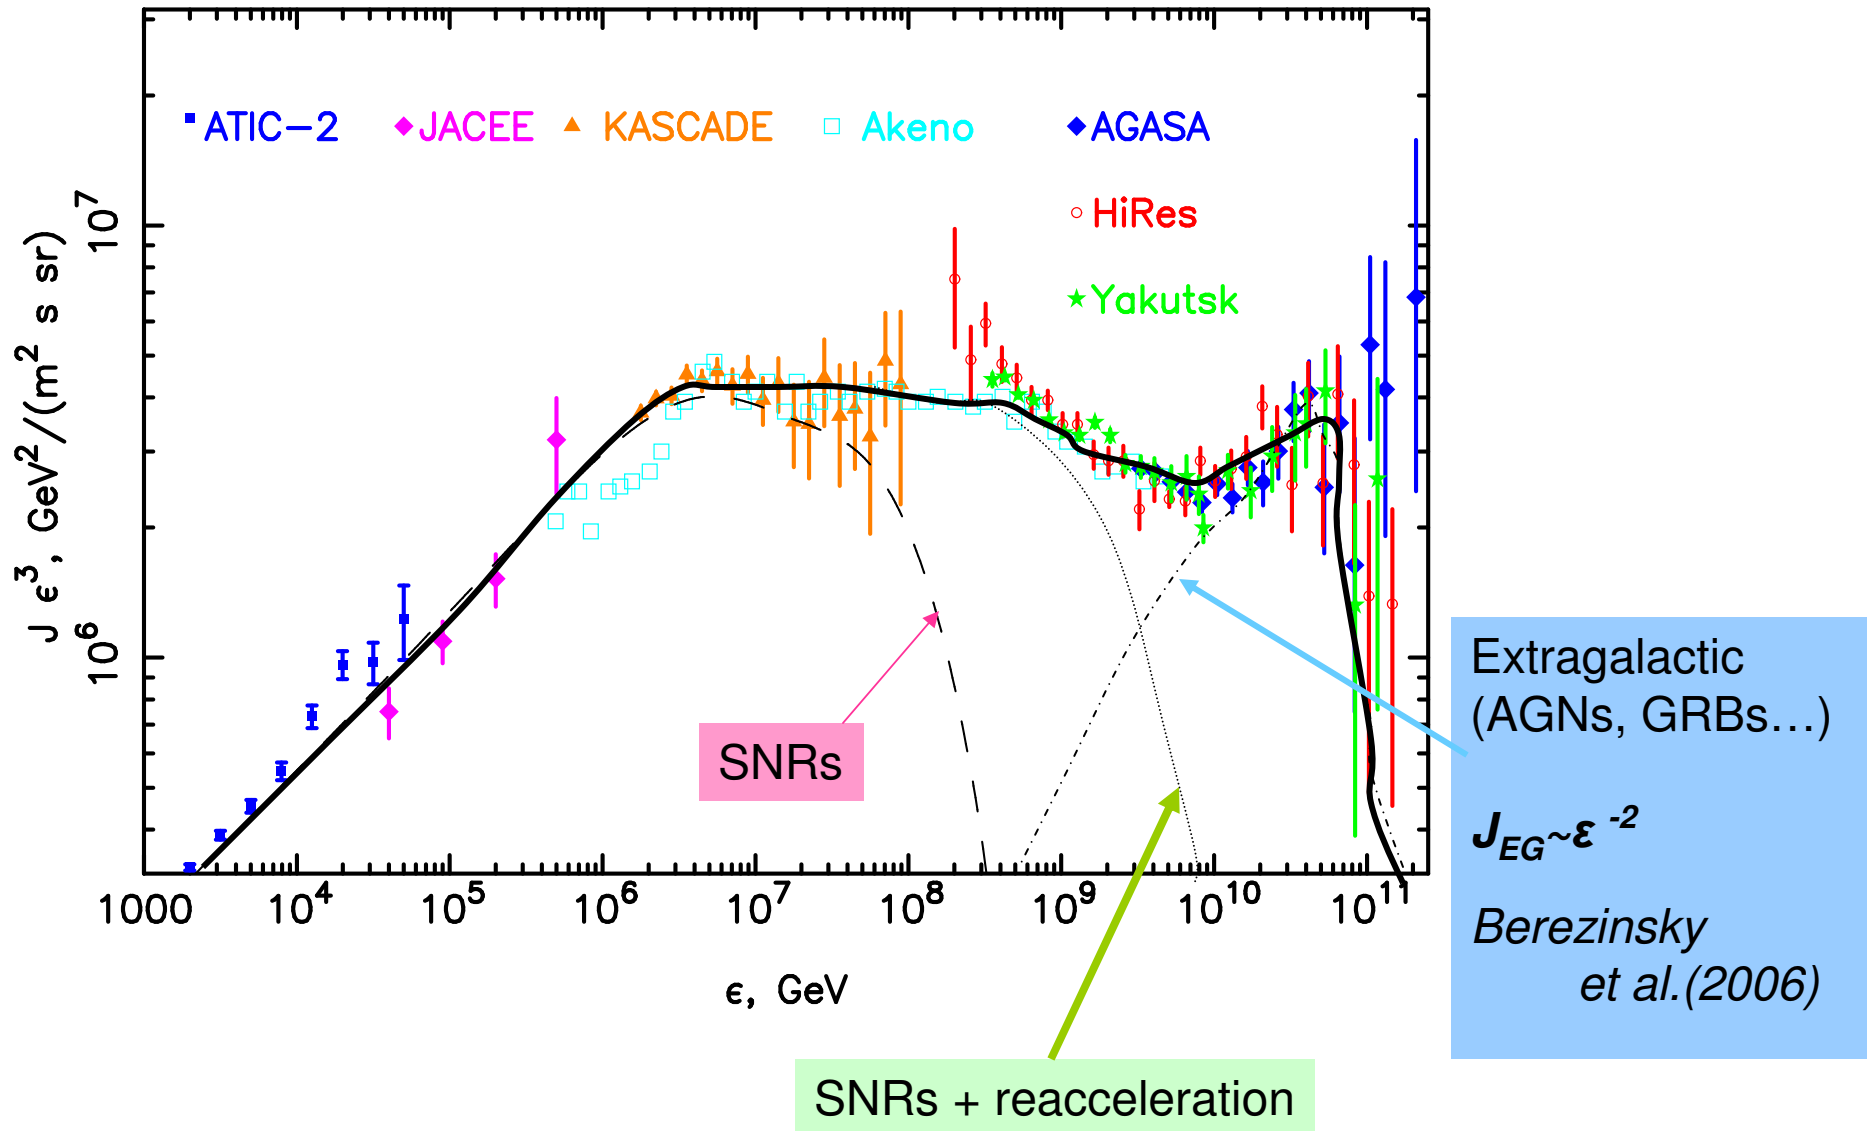 ATIC−2 JACEE KASCADE Akeno AGASA
HiRes
Yakutsk
10⁷
10⁶
J ϵ³, GeV²/(m² s sr)
SNRs
Extragalactic
(AGNs, GRBs…)
J_EG~ε ⁻²
Berezinsky
et al.(2006)
1000 10⁴ 10⁵ 10⁶ 10⁷ 10⁸ 10⁹ 10¹⁰ 10¹¹
ϵ, GeV
SNRs + reacceleration